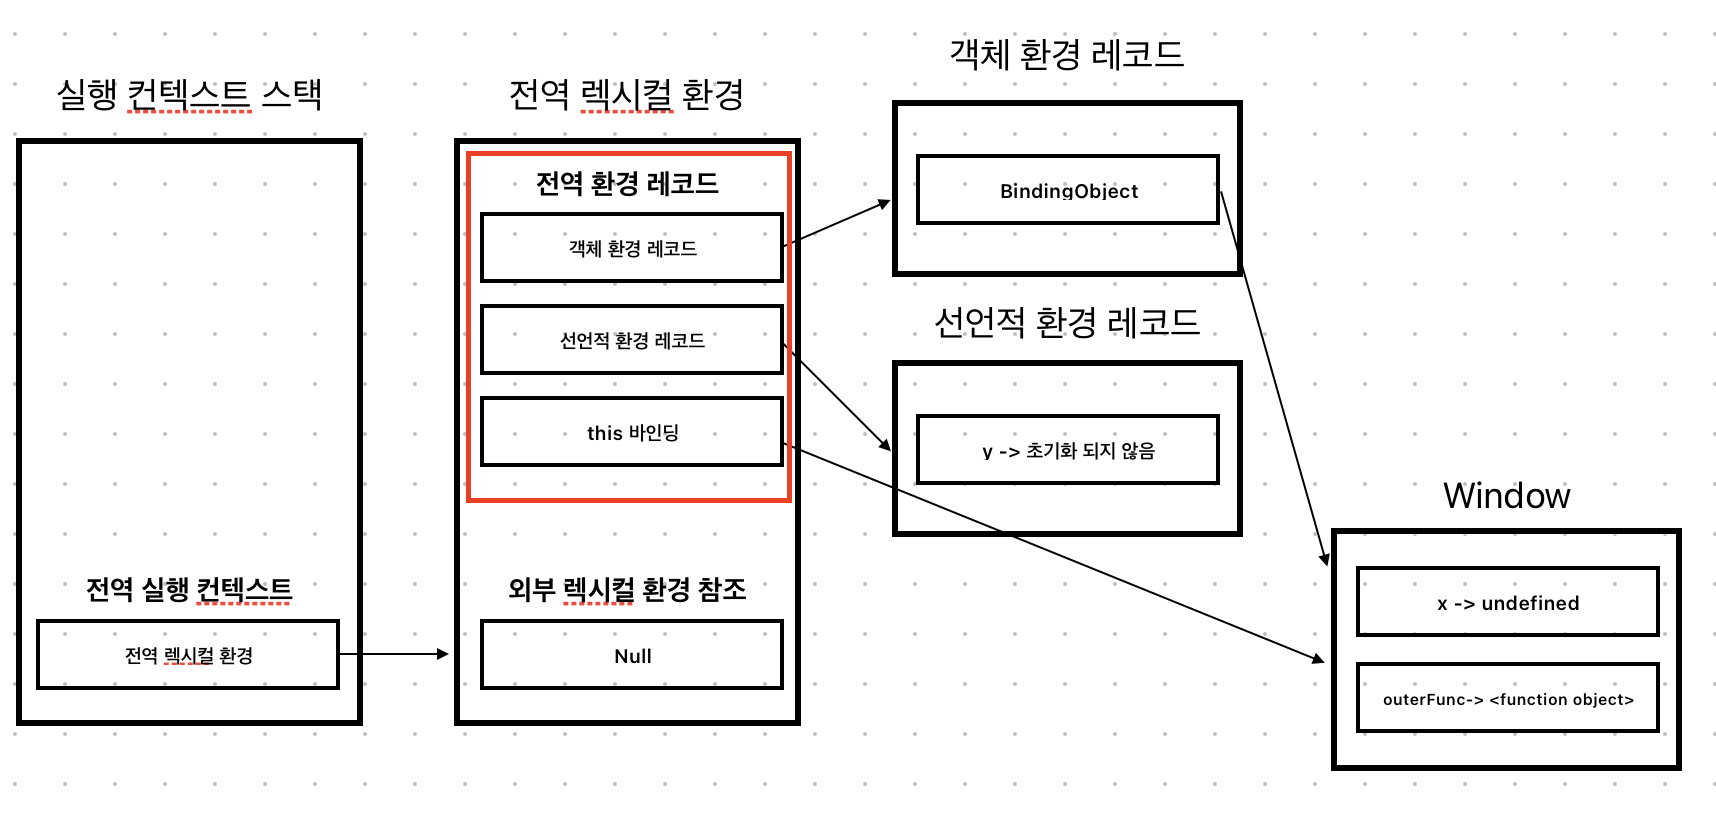 실행 컨텍스트 스택
전역 실행 컨텍스트
전역 렉시컬 환경
전역 렉시컬 환경
전역 환경 레코드
객체 환경 레코드
선언적 환경 레코드
this 바인딩
외부 렉시컬 환경 참조
Null
객체 환경 레코드
BindingObject
선언적 환경 레코드
y -> 초기화 되지 않음
Window
x -> undefined
outerFunc-> <function object>